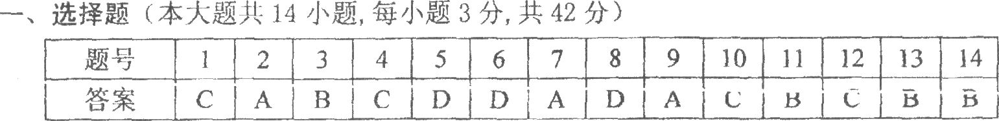 一、选择题（本大题共 14 小题, 每小题 3 分, 共 42 分）
题号 1 2 3 4 5 6 7 8 9 10 11 12 13 14
答案 C A B C D D A D A C B C B B